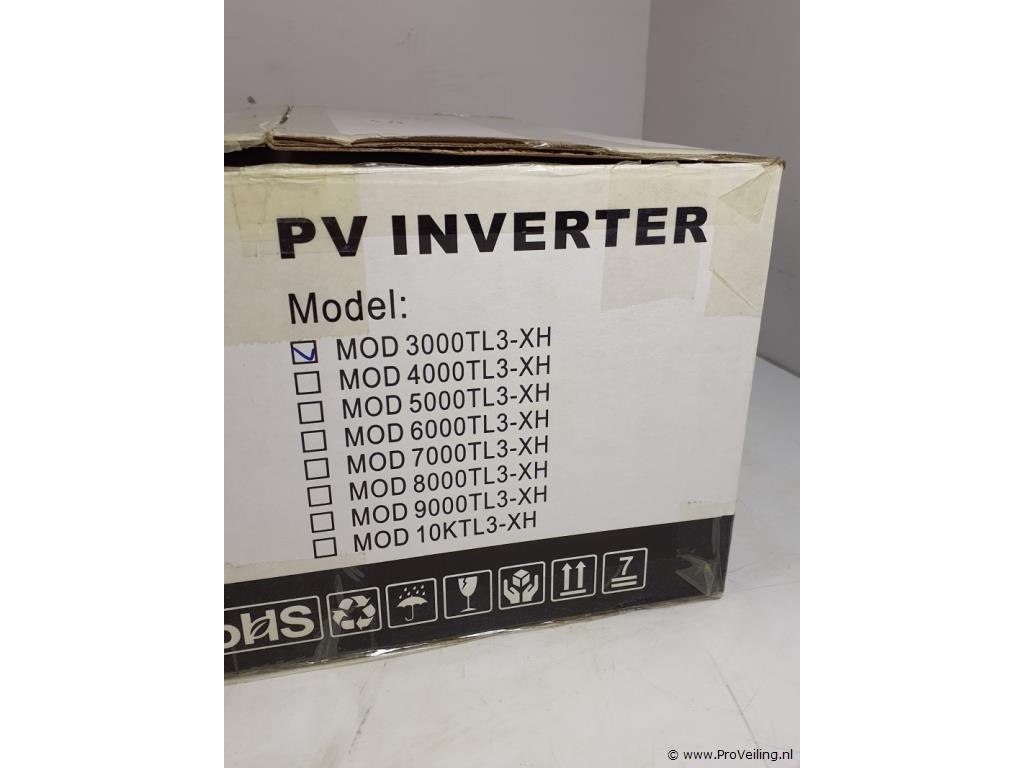 PV INVERTER
Model:
MOD 3000TL3-XH
MOD 4000TL3-XH
MOD 5000TL3-XH
MOD 6000TL3-XH
MOD 7000TL3-XH
MOD 8000TL3-XH
MOD 9000TL3-XH
MOD 10KTL3-XH
oHS
7
© www.ProVeiling.nl